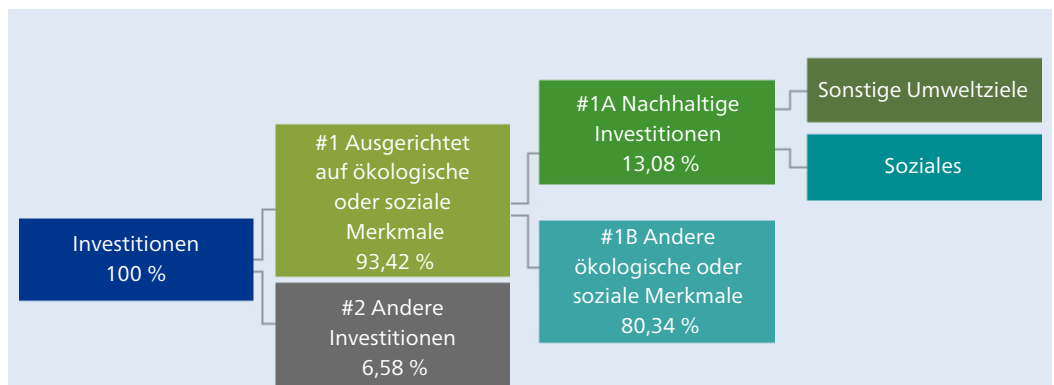 Investitionen
100 %
#1 Ausgerichtet
auf ökologische
oder soziale
Merkmale
93,42 %
#2 Andere
Investitionen
6,58 %
#1A Nachhaltige
Investitionen
13,08 %
#1B Andere
ökologische oder
soziale Merkmale
80,34 %
Sonstige Umweltziele
Soziales